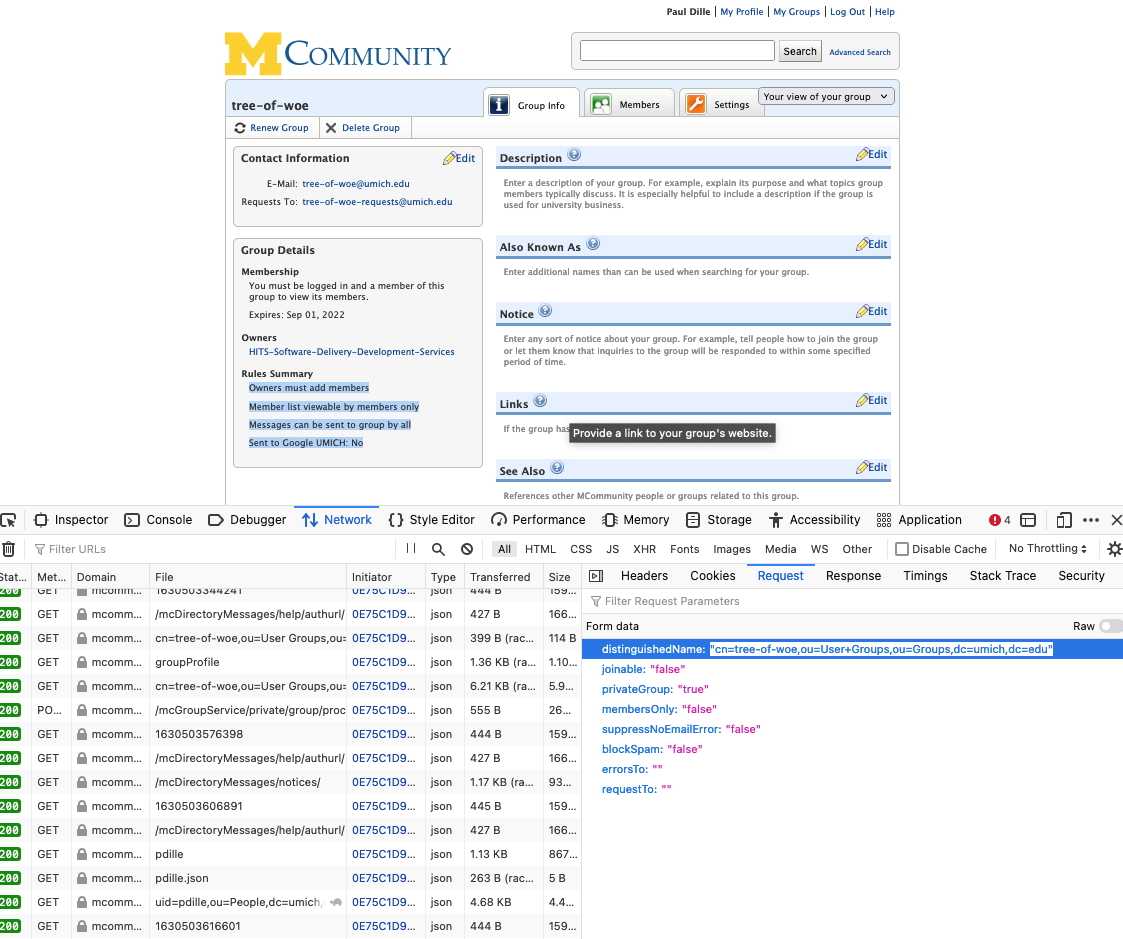 Paul Dille | My Profile | My Groups | Log Out | Help
M COMMUNITY
Search
Advanced Search
tree-of-woe
Group Info
Members
Settings
Your view of your group
Renew Group
Delete Group
Contact Information
Edit
E-Mail: tree-of-woe@umich.edu
Requests To: tree-of-woe-requests@umich.edu
Group Details
Membership
You must be logged in and a member of this
group to view its members.
Expires: Sep 01, 2022
Owners
HITS-Software-Delivery-Development-Services
Rules Summary
Owners must add members
Member list viewable by members only
Messages can be sent to group by all
Sent to Google UMICH: No
Description
Edit
Enter a description of your group. For example, explain its purpose and what topics group
members typically discuss. It is especially helpful to include a description if the group is
used for university business.
Also Known As
Edit
Enter additional names than can be used when searching for your group.
Notice
Edit
Enter any sort of notice about your group. For example, tell people how to join the group
or let them know that inquiries to the group will be responded to within some specified
period of time.
Links
Edit
If the group has
Provide a link to your group's website.
See Also
Edit
References other MCommunity people or groups related to this group.
Inspector Console Debugger Network Style Editor Performance Memory Storage Accessibility Application 4
Filter URLs
All HTML CSS JS XHR Fonts Images Media WS Other Disable Cache No Throttling
Stat... Met... Domain File Initiator Type Transferred Size
200 GET mcomm... 1630503344241 0E75C1D9... json 444 B 159...
200 GET mcomm... /mcDirectoryMessages/help/authurl/ 0E75C1D9... json 427 B 166...
200 GET mcomm... cn=tree-of-woe,ou=User Groups,ou= 0E75C1D9... json 399 B (rac... 114 B
200 GET mcomm... groupProfile 0E75C1D9... json 1.36 KB (ra... 1.10...
200 GET mcomm... cn=tree-of-woe,ou=User Groups,ou= 0E75C1D9... json 6.21 KB (ra... 5.9...
200 PO... mcomm... /mcGroupService/private/group/proc 0E75C1D9... json 555 B 26...
200 GET mcomm... 1630503576398 0E75C1D9... json 444 B 159...
200 GET mcomm... /mcDirectoryMessages/help/authurl/ 0E75C1D9... json 427 B 166...
200 GET mcomm... /mcDirectoryMessages/notices/ 0E75C1D9... json 1.17 KB (ra... 93...
200 GET mcomm... 1630503606891 0E75C1D9... json 445 B 159...
200 GET mcomm... /mcDirectoryMessages/help/authurl/ 0E75C1D9... json 427 B 166...
200 GET mcomm... pdille 0E75C1D9... json 1.13 KB 867...
200 GET mcomm... pdille.json 0E75C1D9... json 263 B (rac... 5 B
200 GET mcomm... uid=pdille,ou=People,dc=umich, 0E75C1D9... json 4.68 KB 4.4...
200 GET mcomm... 1630503616601 0E75C1D9... json 444 B 159...
Headers Cookies Request Response Timings Stack Trace Security
Filter Request Parameters
Form data
Raw
distinguishedName: "cn=tree-of-woe,ou=User+Groups,ou=Groups,dc=umich,dc=edu"
joinable: "false"
privateGroup: "true"
membersOnly: "false"
suppressNoEmailError: "false"
blockSpam: "false"
errorsTo: ""
requestTo: ""